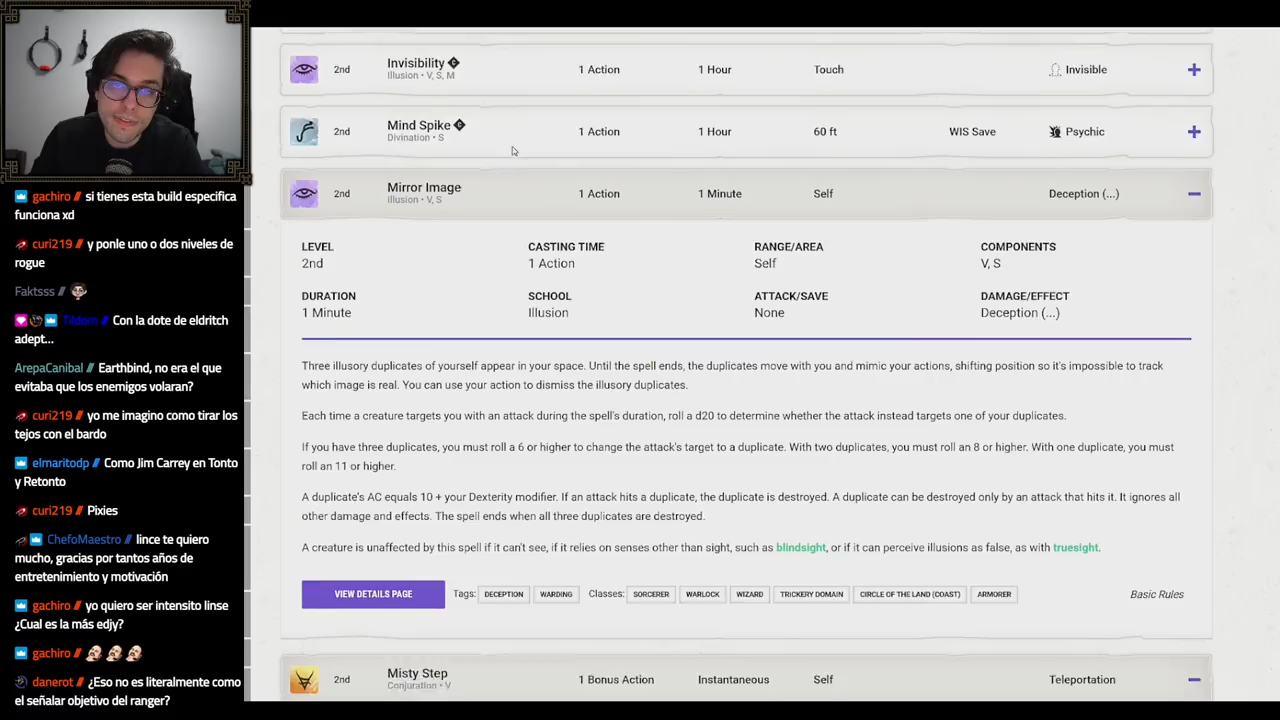 gachiro // si tienes esta build especifica
funciona xd
curi219 // y ponle uno o dos niveles de
rogue
Faktsss //
Tildom // Con la dote de eldritch
adept...
ArepaCanibal // Earthbind, no era el que
evitaba que los enemigos volaran?
curi219 // yo me imagino como tirar los
tejos con el bardo
elmaritodp // Como Jim Carrey en Tonto
y Retonto
curi219 // Pixies
ChefoMaestro // lince te quiero
mucho, gracias por tantos años de
entretenimiento y motivación
gachiro // yo quiero ser intensito linse
¿Cual es la más edjy?
gachiro //
danerot // ¿Eso no es literalmente como
el señalar objetivo del ranger?
2nd Invisibility 1 Action 1 Hour Touch Invisible
Illusion • V, S, M
2nd Mind Spike 1 Action 1 Hour 60 ft WIS Save Psychic
Divination • S
2nd Mirror Image 1 Action 1 Minute Self Deception (...)
Illusion • V, S
LEVEL CASTING TIME RANGE/AREA COMPONENTS
2nd 1 Action Self V, S
DURATION SCHOOL ATTACK/SAVE DAMAGE/EFFECT
1 Minute Illusion None Deception (...)
Three illusory duplicates of yourself appear in your space. Until the spell ends, the duplicates move with you and mimic your actions, shifting position so it's impossible to track
which image is real. You can use your action to dismiss the illusory duplicates.
Each time a creature targets you with an attack during the spell's duration, roll a d20 to determine whether the attack instead targets one of your duplicates.
If you have three duplicates, you must roll a 6 or higher to change the attack's target to a duplicate. With two duplicates, you must roll an 8 or higher. With one duplicate, you must
roll an 11 or higher.
A duplicate's AC equals 10 + your Dexterity modifier. If an attack hits a duplicate, the duplicate is destroyed. A duplicate can be destroyed only by an attack that hits it. It ignores all
other damage and effects. The spell ends when all three duplicates are destroyed.
A creature is unaffected by this spell if it can't see, if it relies on senses other than sight, such as blindsight, or if it can perceive illusions as false, as with truesight.
VIEW DETAILS PAGE Tags: DECEPTION WARDING Classes: SORCERER WARLOCK WIZARD TRICKERY DOMAIN CIRCLE OF THE LAND (COAST) ARMORER Basic Rules
2nd Misty Step 1 Bonus Action Instantaneous Self Teleportation
Conjuration • V